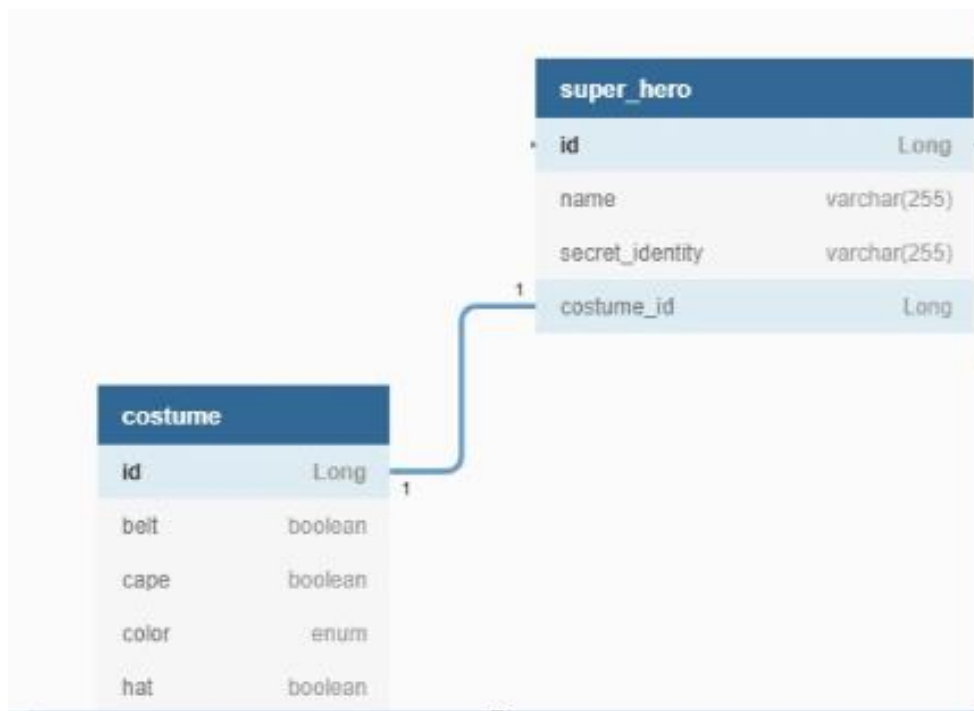 super_hero
id Long
name varchar(255)
secret_identity varchar(255)
1
costume_id Long
costume
id Long
1
belt boolean
cape boolean
color enum
hat boolean